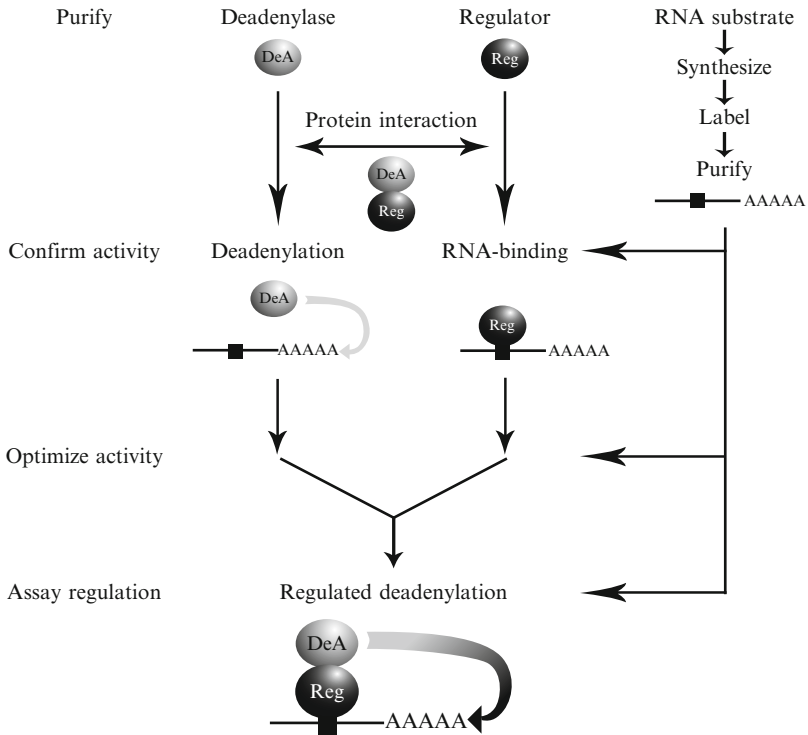 Purify Deadenylase Regulator RNA substrate
DeA Reg
Synthesize
Label
Protein interaction
Purify
DeA
Reg
AAAAA
Confirm activity Deadenylation RNA-binding
DeA
Reg
AAAAA AAAAA
Optimize activity
Assay regulation Regulated deadenylation
DeA
Reg
AAAAA